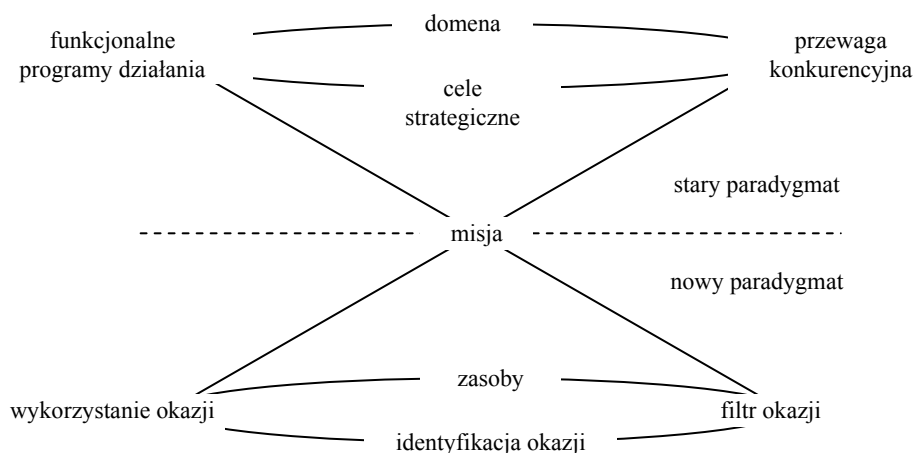 domena
funkcjonalne
programy działania
przewaga
konkurencyjna
cele
strategiczne
stary paradygmat
misja
nowy paradygmat
zasoby
wykorzystanie okazji
filtr okazji
identyfikacja okazji